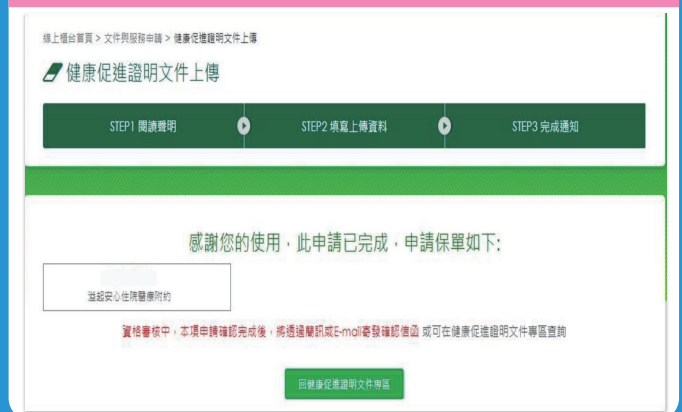 線上櫃台首頁 > 文件與服務申請 > 健康促進證明文件上傳
健康促進證明文件上傳
STEP1 閱讀聲明
STEP2 填寫上傳資料
STEP3 完成通知
感謝您的使用，此申請已完成，申請保單如下:
溢起安心住院醫療附約
資格審核中，本項申請確認完成後，將透過簡訊或E-mail寄發確認信函 或可在健康促進證明文件專區查詢
回健康促進證明文件專區